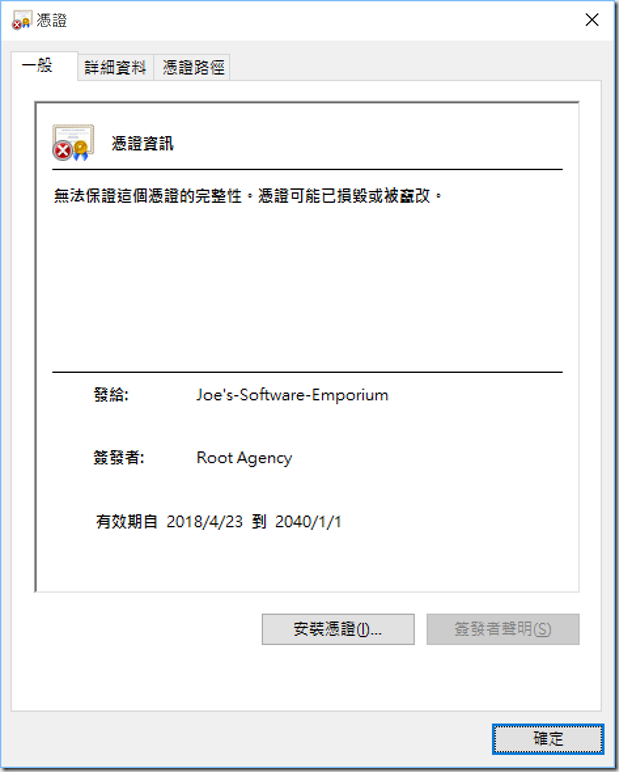 憑證
一般 詳細資料 憑證路徑
憑證資訊
無法保證這個憑證的完整性。憑證可能已損毀或被竄改。
發給: Joe's-Software-Emporium
簽發者: Root Agency
有效期自 2018/4/23 到 2040/1/1
安裝憑證(I)... 簽發者聲明(S)
確定